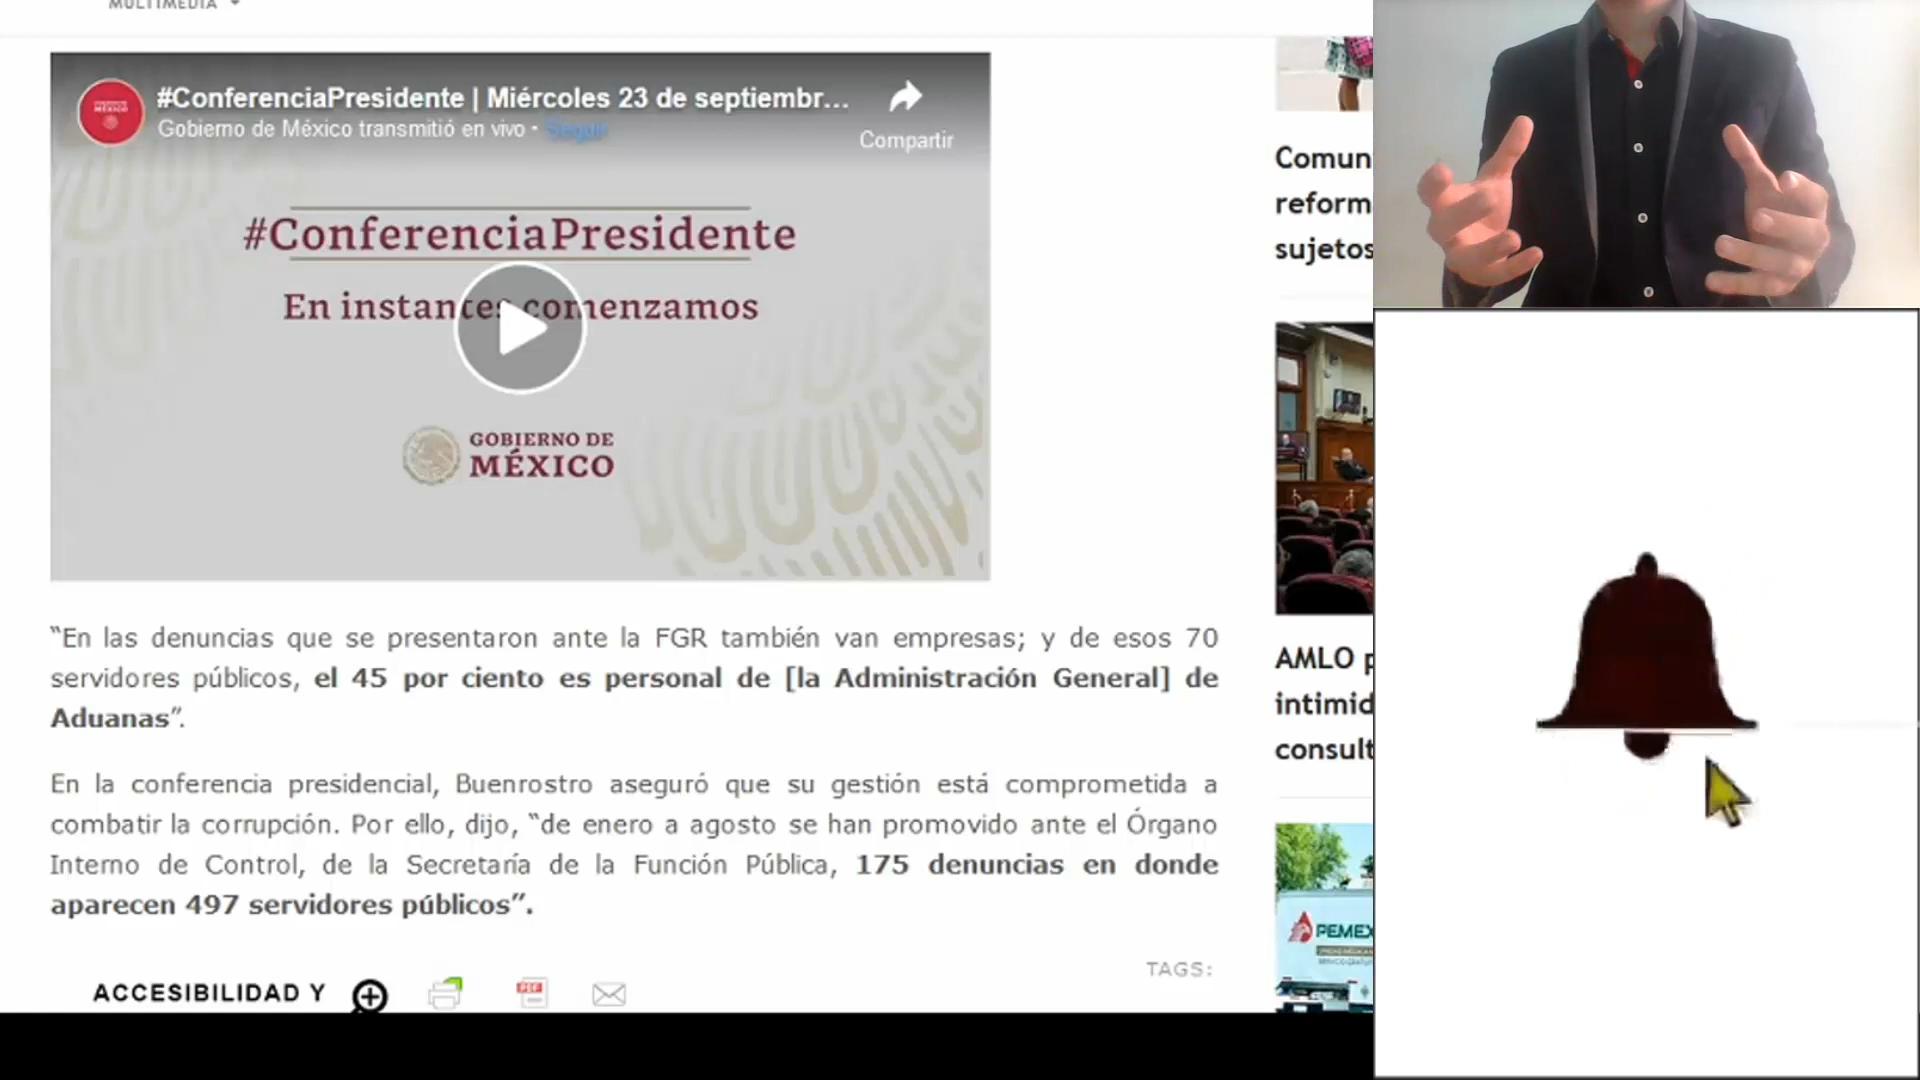 MULTIMEDIA
#ConferenciaPresidente | Miércoles 23 de septiembr...
Gobierno de México transmitió en vivo • Seguir
Compartir
#ConferenciaPresidente
En instantes comenzamos
GOBIERNO DE
MÉXICO
“En las denuncias que se presentaron ante la FGR también van empresas; y de esos 70
servidores públicos, el 45 por ciento es personal de [la Administración General] de
Aduanas”.
En la conferencia presidencial, Buenrostro aseguró que su gestión está comprometida a
combatir la corrupción. Por ello, dijo, “de enero a agosto se han promovido ante el Órgano
Interno de Control, de la Secretaría de la Función Pública, 175 denuncias en donde
aparecen 497 servidores públicos”.
TAGS:
ACCESIBILIDAD Y
PDF
Comun
reform
sujetos
AMLO p
intimid
consult
PEMEX